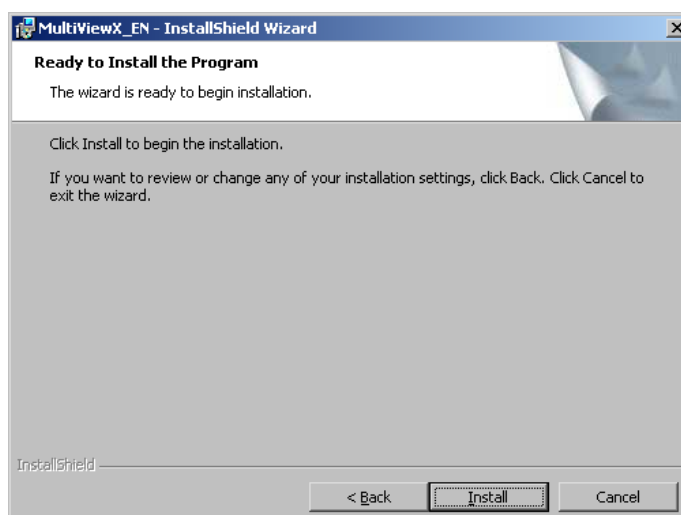 MultiViewX_EN - InstallShield Wizard
Ready to Install the Program
The wizard is ready to begin installation.
Click Install to begin the installation.
If you want to review or change any of your installation settings, click Back. Click Cancel to
exit the wizard.
InstallShield
< Back Install Cancel